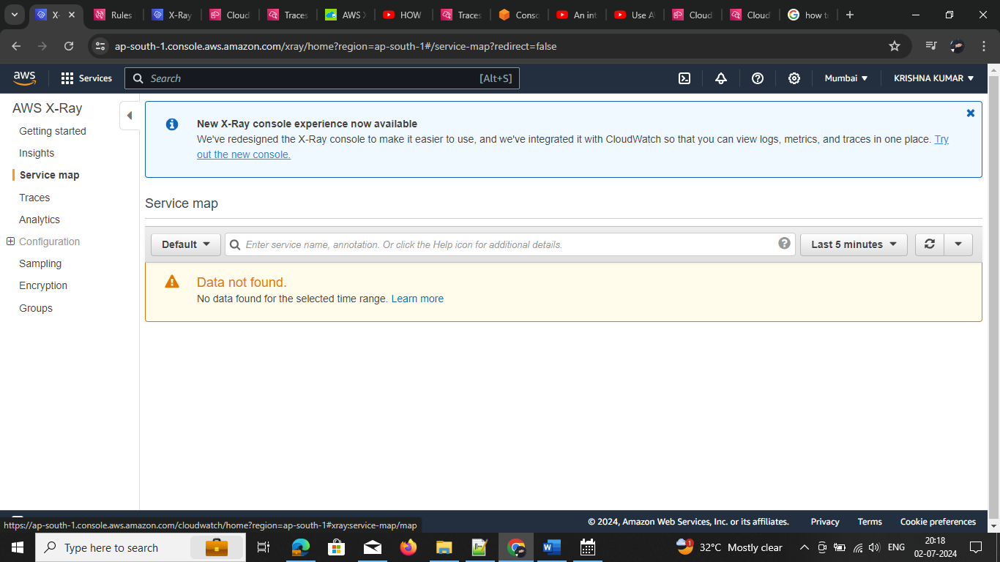 X-
Rules
X-Ray
Cloud
Traces
AWS X
HOW
Traces
Conso
An int
Use A
Cloud
Cloud
how to
ap-south-1.console.aws.amazon.com/xray/home?region=ap-south-1#/service-map?redirect=false
aws
Services
Search
[Alt+S]
Mumbai
KRISHNA KUMAR
AWS X-Ray
Getting started
Insights
Service map
Traces
Analytics
Configuration
Sampling
Encryption
Groups
New X-Ray console experience now available
We've redesigned the X-Ray console to make it easier to use, and we've integrated it with CloudWatch so that you can view logs, metrics, and traces in one place. Try
out the new console.
Service map
Default
Enter service name, annotation. Or click the Help icon for additional details.
Last 5 minutes
Data not found.
No data found for the selected time range. Learn more
https://ap-south-1.console.aws.amazon.com/cloudwatch/home?region=ap-south-1#xray:service-map/map
© 2024, Amazon Web Services, Inc. or its affiliates.
Privacy
Terms
Cookie preferences
Type here to search
1
32°C Mostly clear
ENG
20:18
02-07-2024